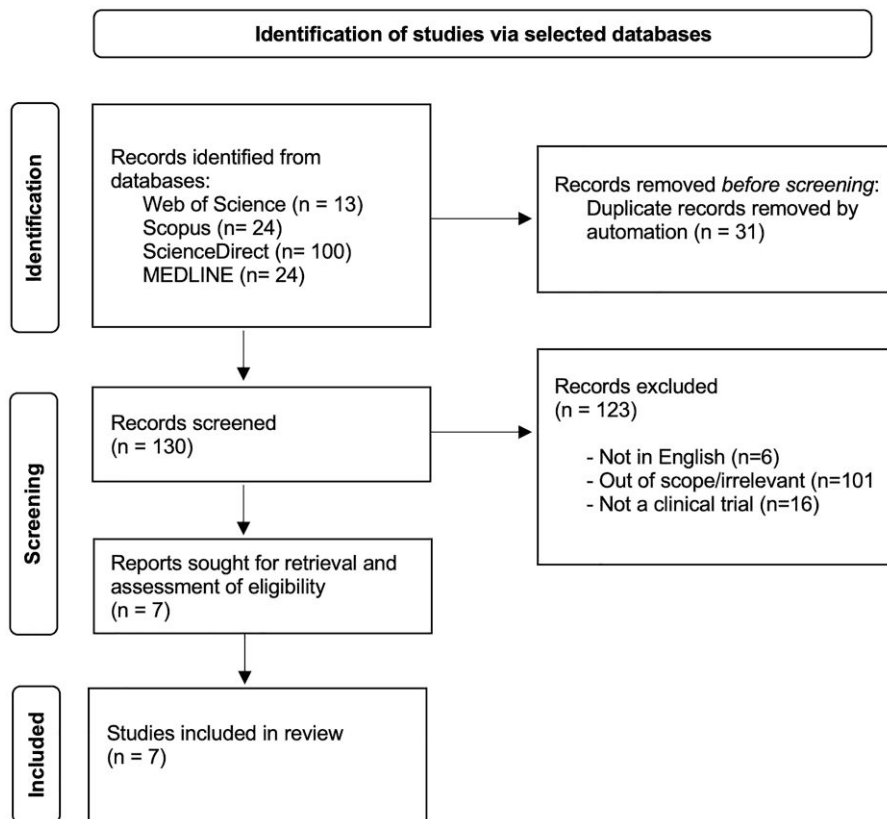 Identification of studies via selected databases
Identification
Records identified from
databases:
Web of Science (n = 13)
Scopus (n= 24)
ScienceDirect (n= 100)
MEDLINE (n= 24)
Records removed before screening:
Duplicate records removed by
automation (n = 31)
Screening
Records screened
(n = 130)
Records excluded
(n = 123)
- Not in English (n=6)
- Out of scope/irrelevant (n=101
- Not a clinical trial (n=16)
Reports sought for retrieval and
assessment of eligibility
(n = 7)
Included
Studies included in review
(n = 7)